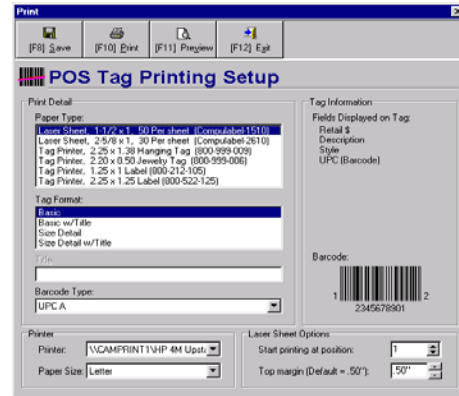 Print
[F8] Save
[F10] Print
[F11] Preview
[F12] Exit
POS Tag Printing Setup
Print Detail
Paper Type:
Laser Sheet, 1-1/2 x 1, 50 Per sheet (Compulabel-1510)
Laser Sheet, 2-5/8 x 1, 30 Per sheet (Compulabel-2610)
Tag Printer, 2.25 x 1.38 Hanging Tag (800-999-009)
Tag Printer, 2.20 x 0.50 Jewelry Tag (800-999-006)
Tag Printer, 1.25 x 1 Label (800-212-105)
Tag Printer, 2.25 x 1.25 Label (800-522-125)
Tag Format:
Basic
Basic w/Title
Size Detail
Size Detail w/Title
Title:
Barcode Type:
UPC A
Tag Information
Fields Displayed on Tag:
Retail $
Description
Style
UPC (Barcode)
Barcode:
1 2
2345678901
Printer
Printer: \\CAMPRINT1\HP 4M Upsta
Paper Size: Letter
Laser Sheet Options
Start printing at position: 1
Top margin (Default = .50"): .50"